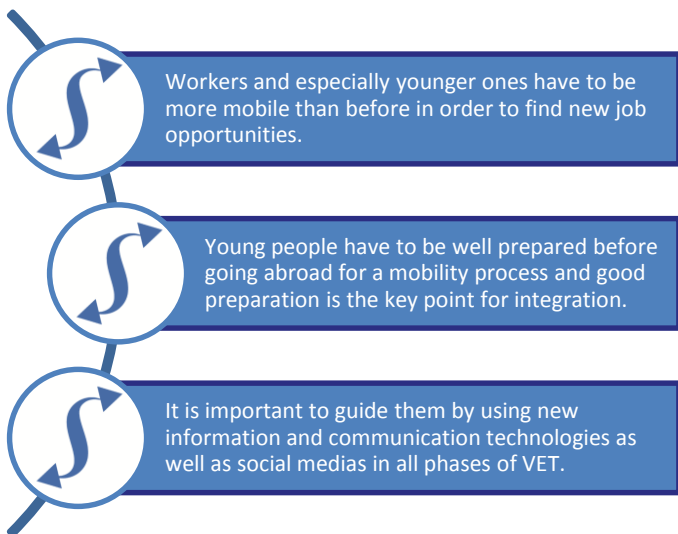 Workers and especially younger ones have to be
more mobile than before in order to find new job
opportunities.
Young people have to be well prepared before
going abroad for a mobility process and good
preparation is the key point for integration.
It is important to guide them by using new
information and communication technologies as
well as social medias in all phases of VET.